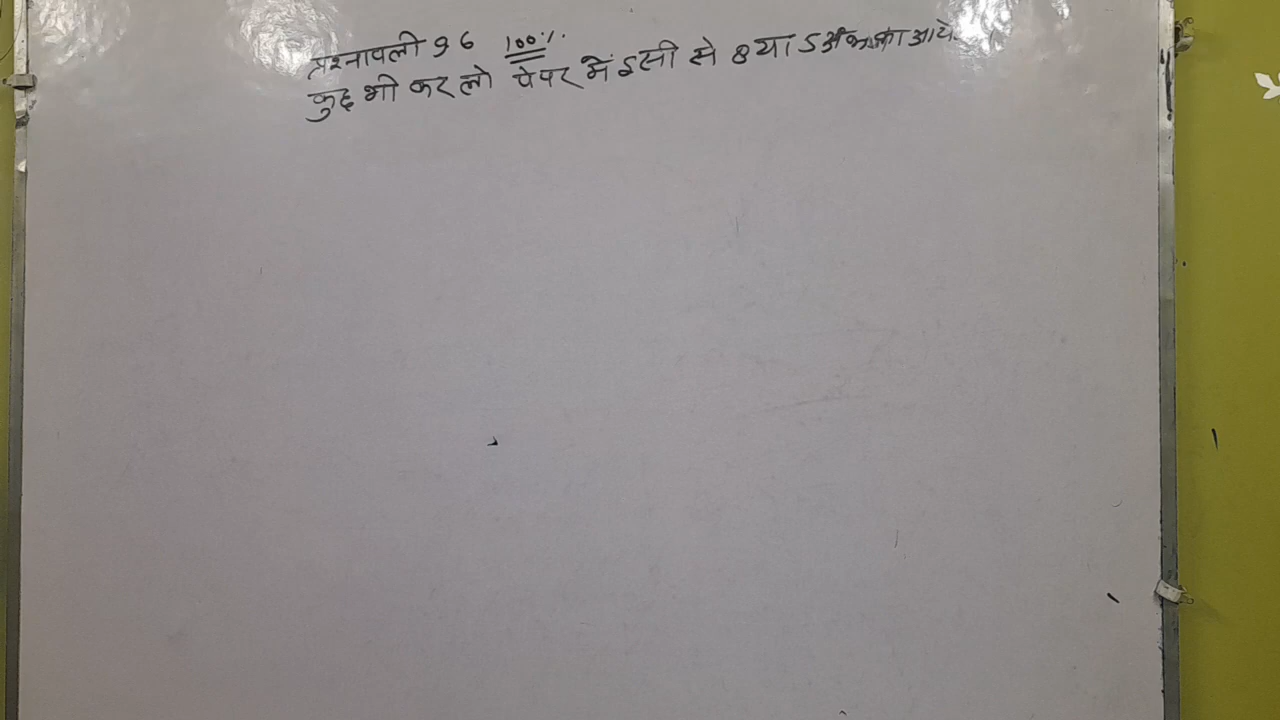 प्रश्नावली 9 6 100%
कुछ भी कर लो पेपर में इसी से 8 या 5 अंक का आये